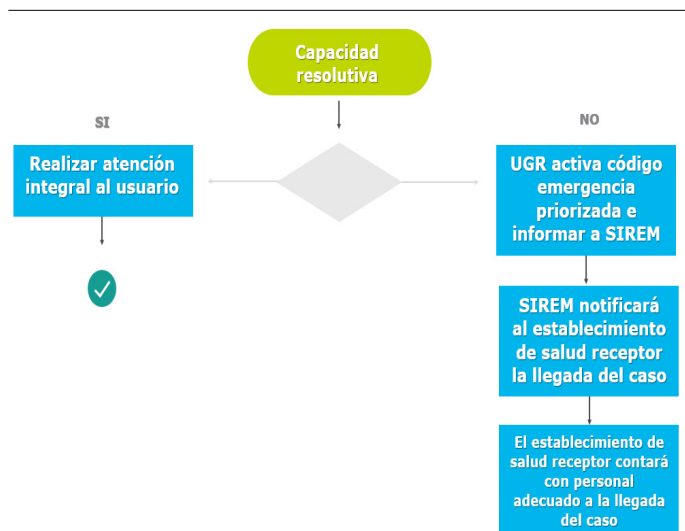 Capacidad
resolutiva
SI
NO
Realizar atención
integral al usuario
UGR activa código
emergencia
priorizada e
informar a SIREM
SIREM notificará
al establecimiento
de salud receptor
la llegada del caso
El establecimiento de
salud receptor contará
con personal
adecuado a la llegada
del caso